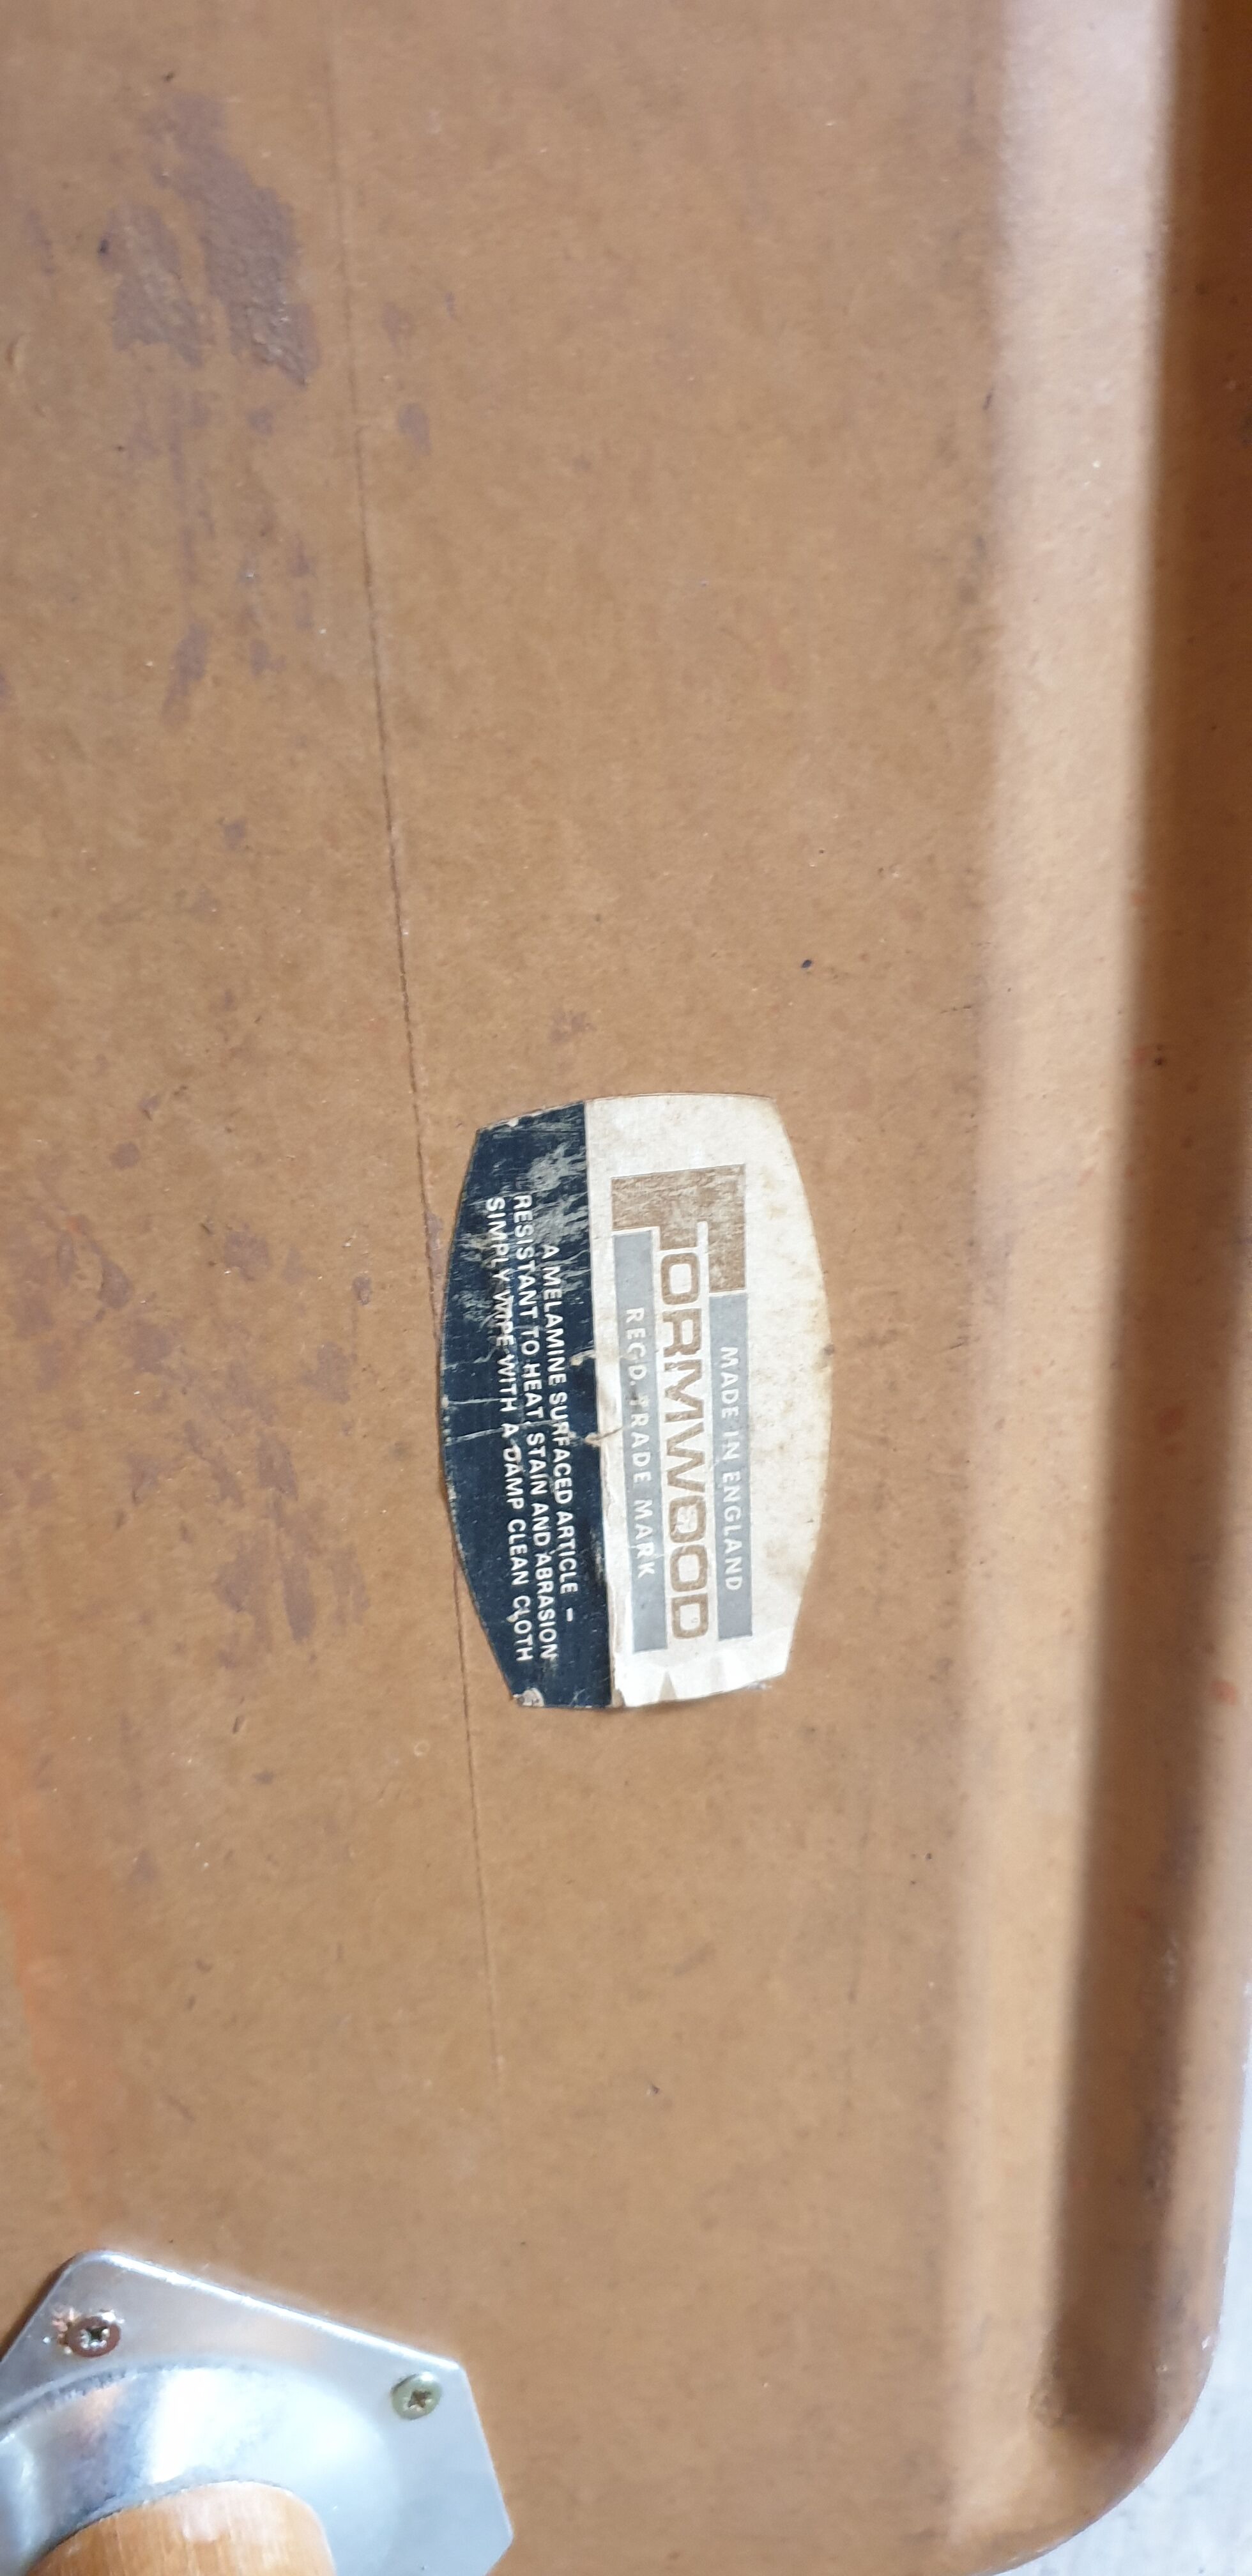 MADE IN ENGLAND
FORMWOOD
REGD. TRADE MARK
A MELAMINE SURFACED ARTICLE –
RESISTANT TO HEAT, STAIN AND ABRASION
SIMPLY WIPE WITH A DAMP CLEAN CLOTH